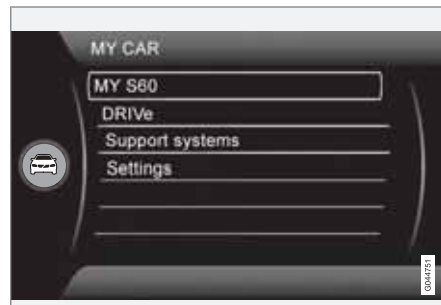 MY CAR
MY S60
DRIVe
Support systems
Settings
G044751